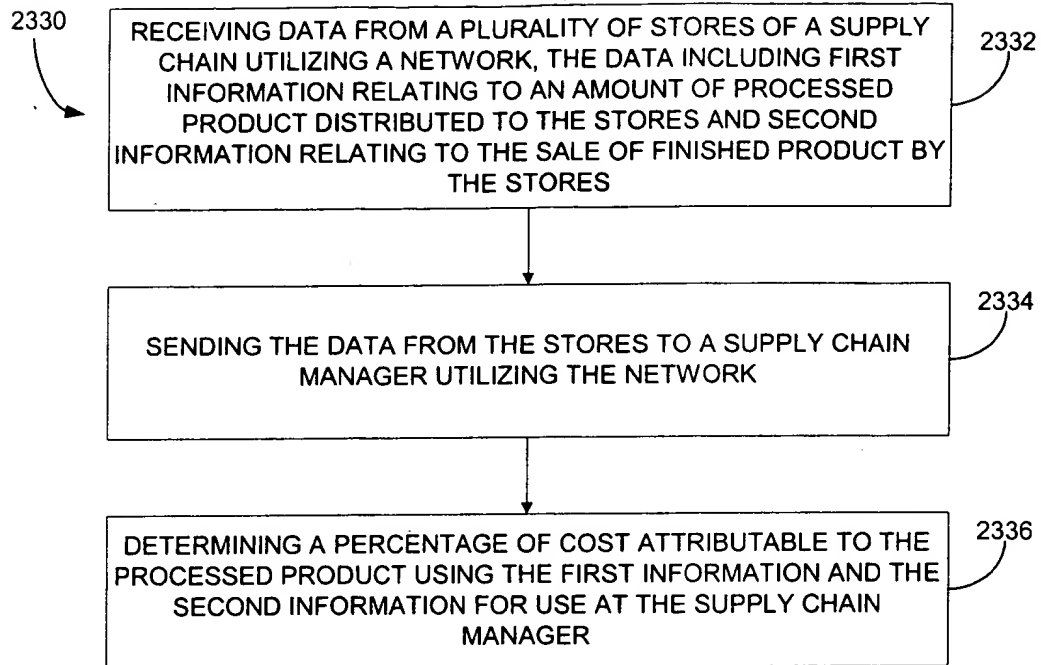 2330
RECEIVING DATA FROM A PLURALITY OF STORES OF A SUPPLY
CHAIN UTILIZING A NETWORK, THE DATA INCLUDING FIRST
INFORMATION RELATING TO AN AMOUNT OF PROCESSED
PRODUCT DISTRIBUTED TO THE STORES AND SECOND
INFORMATION RELATING TO THE SALE OF FINISHED PRODUCT BY
THE STORES
2332
SENDING THE DATA FROM THE STORES TO A SUPPLY CHAIN
MANAGER UTILIZING THE NETWORK
2334
DETERMINING A PERCENTAGE OF COST ATTRIBUTABLE TO THE
PROCESSED PRODUCT USING THE FIRST INFORMATION AND THE
SECOND INFORMATION FOR USE AT THE SUPPLY CHAIN
MANAGER
2336